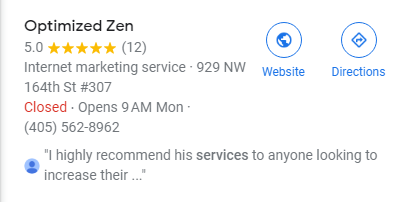 Optimized Zen
5.0 ★★★★★ (12)
Internet marketing service · 929 NW
164th St #307
Closed · Opens 9 AM Mon ·
(405) 562-8962
Website
Directions
"I highly recommend his services to anyone looking to
increase their ..."